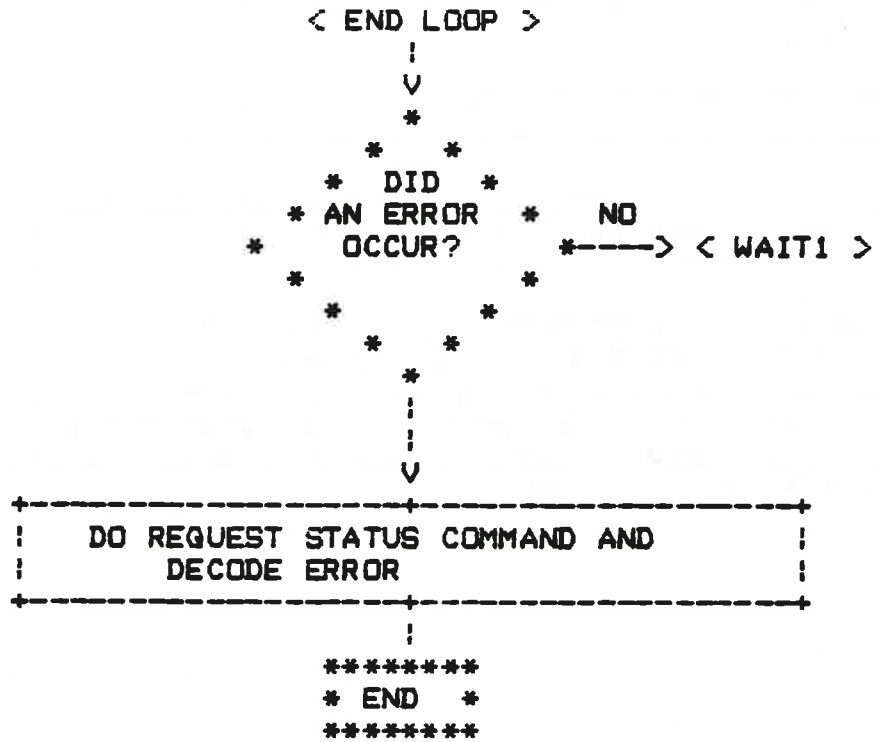 < END LOOP >
DID
AN ERROR
OCCUR?
NO
< WAIT1 >
DO REQUEST STATUS COMMAND AND
DECODE ERROR
END